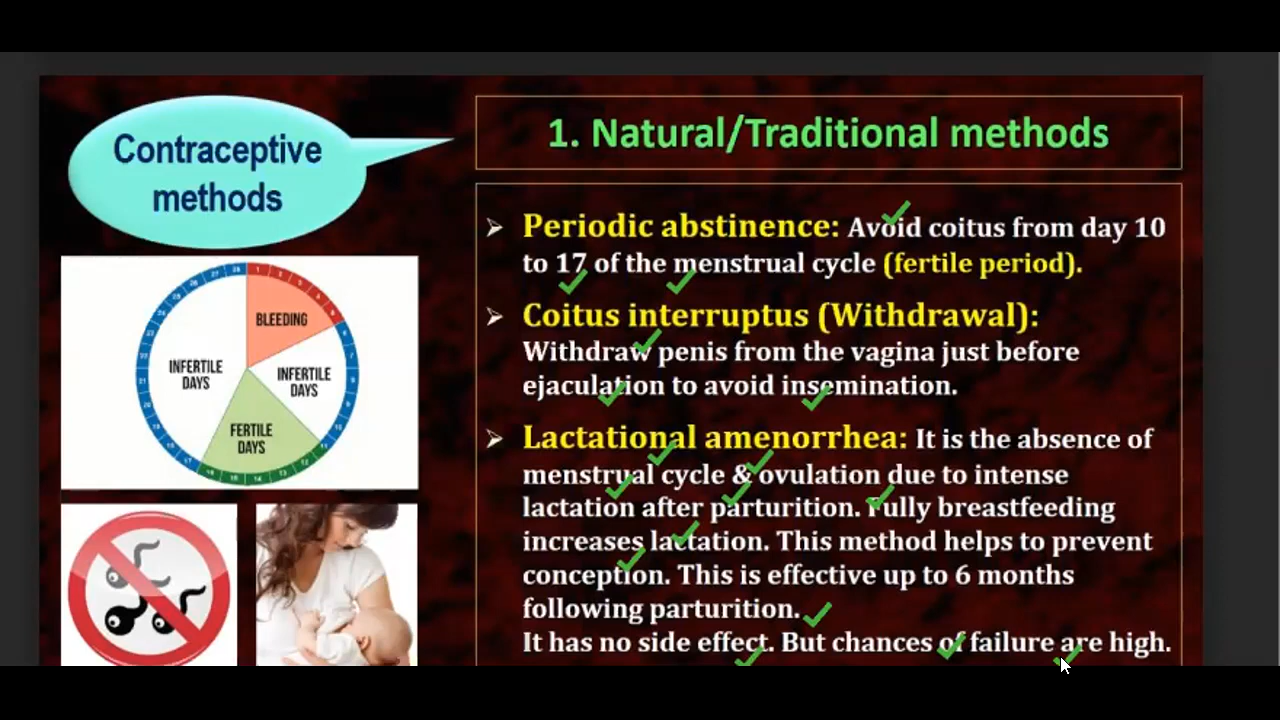 Contraceptive
methods
1. Natural/Traditional methods
➢ Periodic abstinence: Avoid coitus from day 10
to 17 of the menstrual cycle (fertile period).
➢ Coitus interruptus (Withdrawal):
Withdraw penis from the vagina just before
ejaculation to avoid insemination.
➢ Lactational amenorrhea: It is the absence of
menstrual cycle & ovulation due to intense
lactation after parturition. Fully breastfeeding
increases lactation. This method helps to prevent
conception. This is effective up to 6 months
following parturition.
It has no side effect. But chances of failure are high.
BLEEDING
INFERTILE
DAYS
INFERTILE
DAYS
FERTILE
DAYS